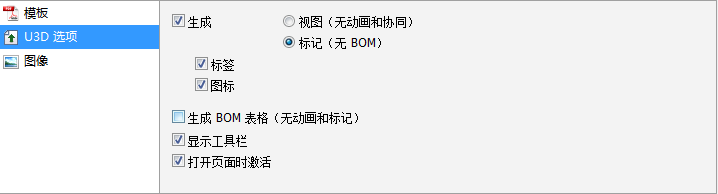 模板
U3D 选项
图像
生成 视图（无动画和协同）
标记（无 BOM）
标签
图标
生成 BOM 表格（无动画和标记）
显示工具栏
打开页面时激活